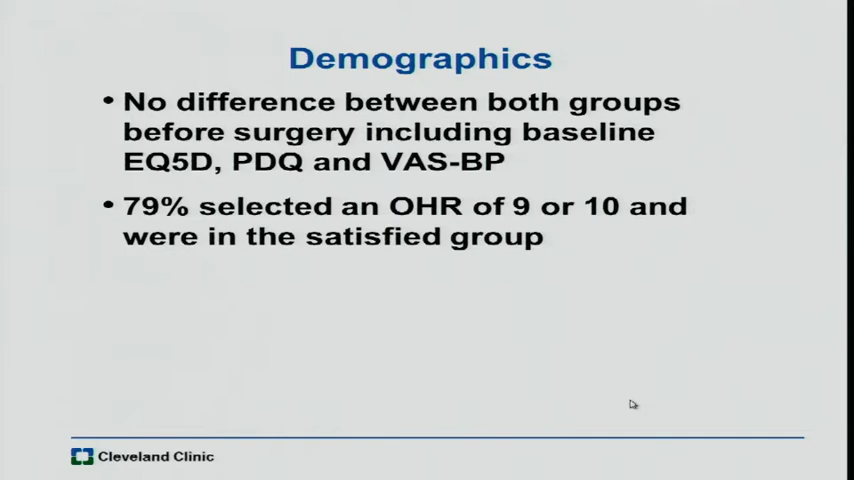 Demographics
• No difference between both groups
before surgery including baseline
EQ5D, PDQ and VAS-BP
• 79% selected an OHR of 9 or 10 and
were in the satisfied group
Cleveland Clinic